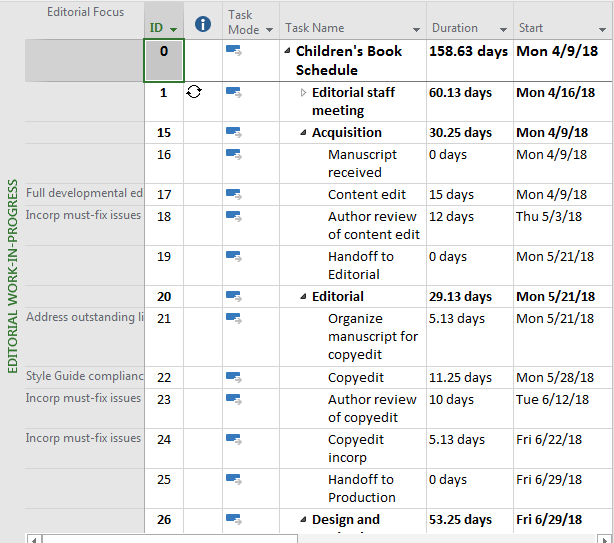 Editorial Focus
ID
Task Mode
Task Name
Duration
Start
EDITORIAL WORK-IN-PROGRESS
0 Children's Book 158.63 days Mon 4/9/18
Schedule
1 Editorial staff 60.13 days Mon 4/16/18
meeting
15 Acquisition 30.25 days Mon 4/9/18
16 Manuscript 0 days Mon 4/9/18
received
Full developmental ed 17 Content edit 15 days Mon 4/9/18
Incorp must-fix issues 18 Author review 12 days Thu 5/3/18
of content edit
19 Handoff to 0 days Mon 5/21/18
Editorial
20 Editorial 29.13 days Mon 5/21/18
Address outstanding li 21 Organize 5.13 days Mon 5/21/18
manuscript for
copyedit
Style Guide complianc 22 Copyedit 11.25 days Mon 5/28/18
Incorp must-fix issues 23 Author review 10 days Tue 6/12/18
of copyedit
Incorp must-fix issues 24 Copyedit 5.13 days Fri 6/22/18
incorp
25 Handoff to 0 days Fri 6/29/18
Production
26 Design and 53.25 days Fri 6/29/18